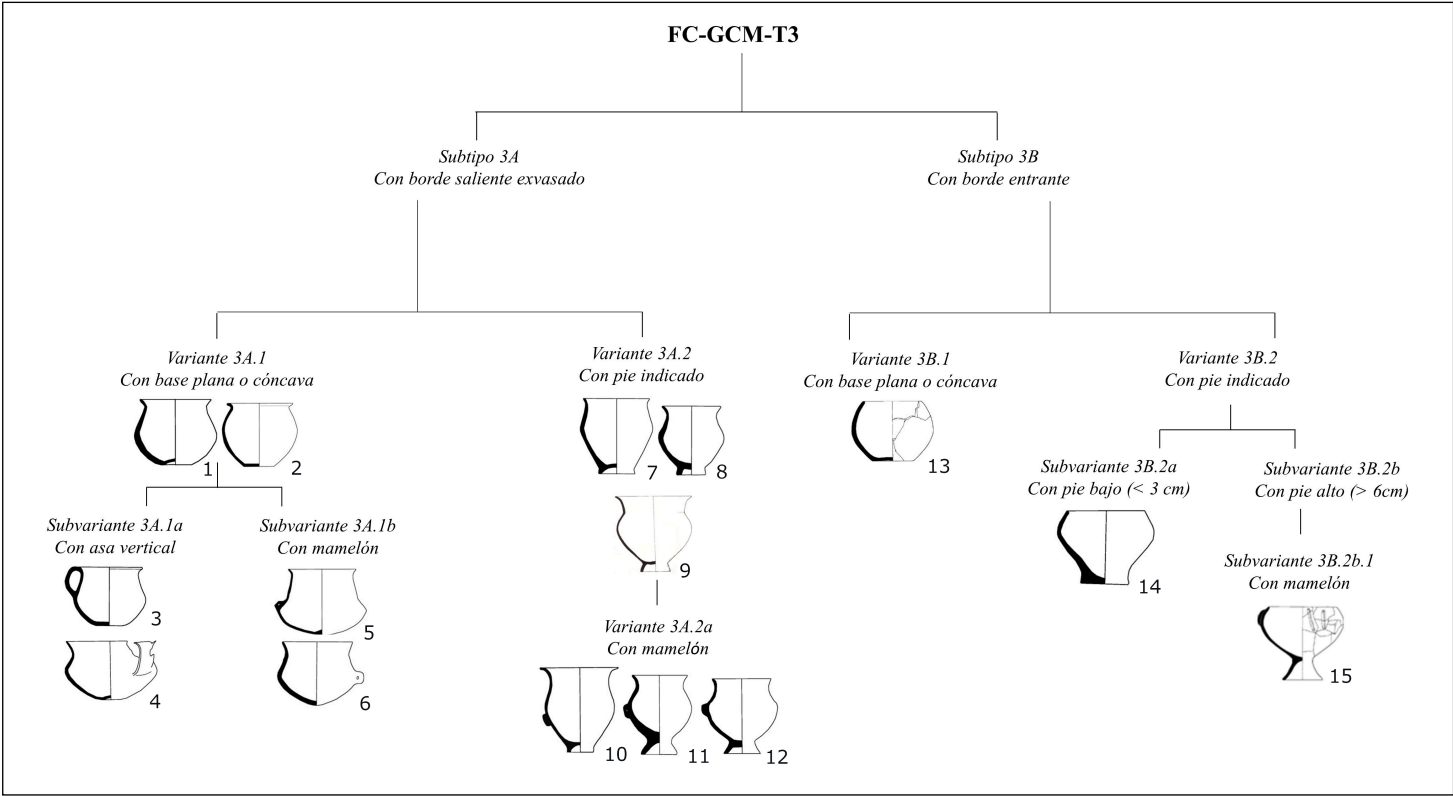 FC-GCM-T3
Subtipo 3A
Con borde saliente exvasado
Subtipo 3B
Con borde entrante
Variante 3A.1
Con base plana o cóncava
1
2
Subvariante 3A.1a
Con asa vertical
3
4
Subvariante 3A.1b
Con mamelón
5
6
Variante 3A.2
Con pie indicado
7
8
9
Variante 3A.2a
Con mamelón
10
11
12
Variante 3B.1
Con base plana o cóncava
13
Variante 3B.2
Con pie indicado
Subvariante 3B.2a
Con pie bajo (< 3 cm)
14
Subvariante 3B.2b
Con pie alto (> 6cm)
Subvariante 3B.2b.1
Con mamelón
15